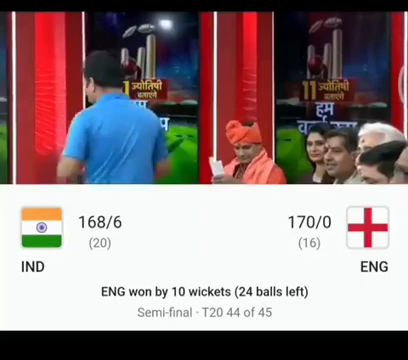 11 ज्योतिषी
बताएंगे
हम
11 ज्योतिषी
बताएंगे
हम
168/6
(20)
IND
170/0
(16)
ENG
ENG won by 10 wickets (24 balls left)
Semi-final · T20 44 of 45